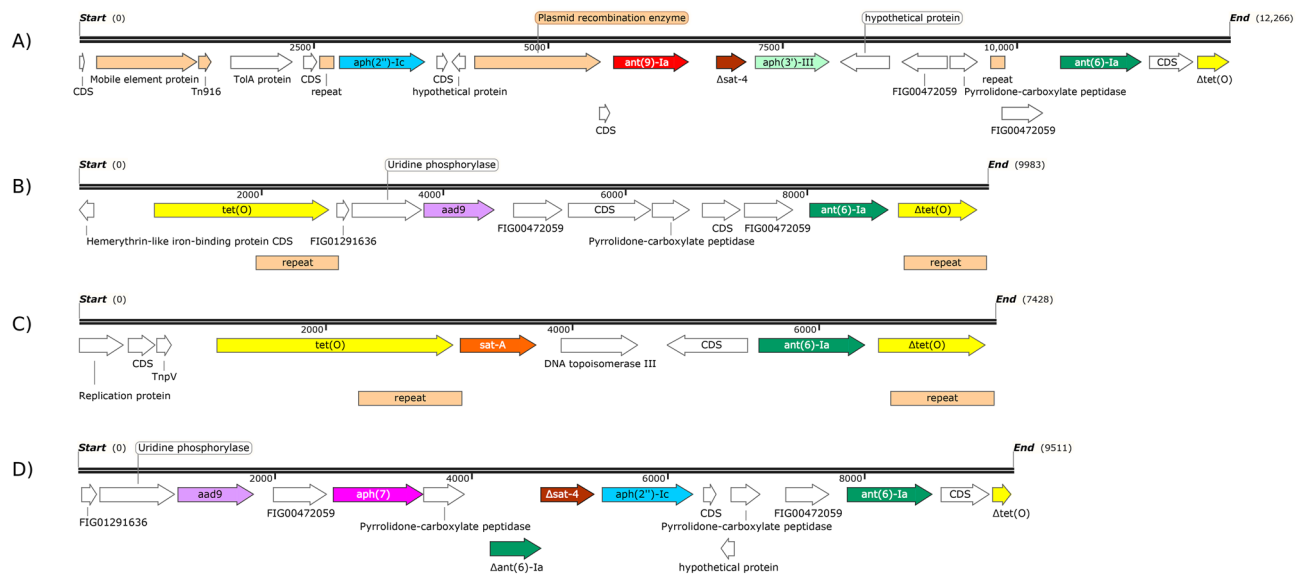 A)
Start (0)
End (12,266)
Plasmid recombination enzyme
hypothetical protein
2500
5000
7500
10,000
aph(2'')-Ic
ant(9)-Ia
aph(3')-III
ant(6)-Ia
CDS
Mobile element protein
Tn916
TolA protein
CDS
repeat
CDS
hypothetical protein
Δsat-4
FIG00472059
repeat
Pyrrolidone-carboxylate peptidase
CDS
Δtet(O)
CDS
FIG00472059
B)
Start (0)
End (9983)
Uridine phosphorylase
2000
4000
6000
8000
tet(O)
aad9
CDS
ant(6)-Ia
Δtet(O)
Hemerythrin-like iron-binding protein CDS
FIG01291636
FIG00472059
Pyrrolidone-carboxylate peptidase
CDS
FIG00472059
repeat
repeat
C)
Start (0)
End (7428)
2000
4000
6000
tet(O)
sat-A
CDS
ant(6)-Ia
Δtet(O)
CDS
TnpV
DNA topoisomerase III
Replication protein
repeat
repeat
D)
Start (0)
End (9511)
Uridine phosphorylase
2000
4000
6000
8000
aad9
aph(7)
Δsat-4
aph(2'')-Ic
ant(6)-Ia
CDS
FIG01291636
FIG00472059
Pyrrolidone-carboxylate peptidase
CDS
Pyrrolidone-carboxylate peptidase
FIG00472059
Δtet(O)
Δant(6)-Ia
hypothetical protein